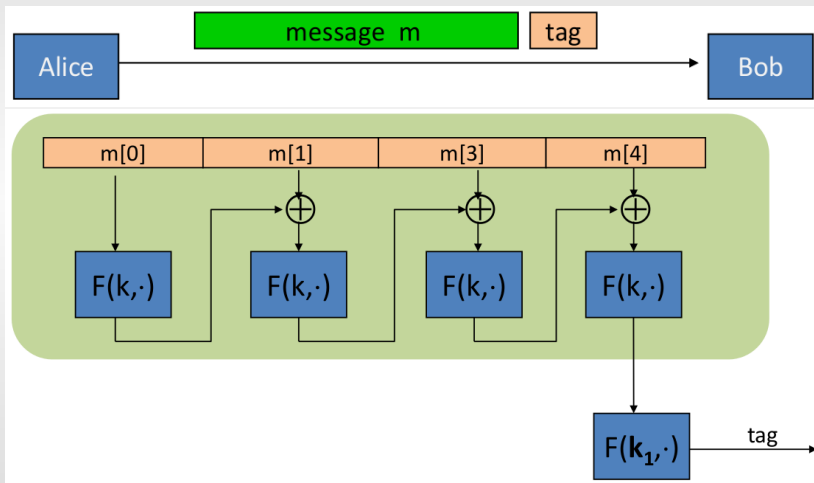 message m
tag
Alice
Bob
m[0]
m[1]
m[3]
m[4]
F(k,·)
F(k,·)
F(k,·)
F(k,·)
F(k₁,·)
tag